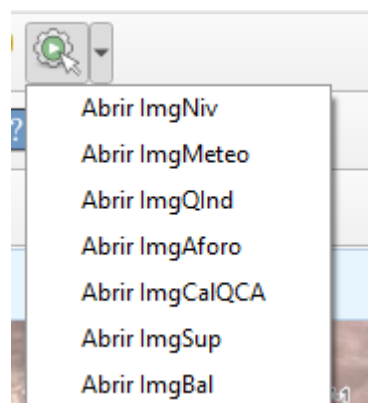 ?
Abrir ImgNiv
Abrir ImgMeteo
Abrir ImgQInd
Abrir ImgAforo
Abrir ImgCalQCA
Abrir ImgSup
Abrir ImgBal